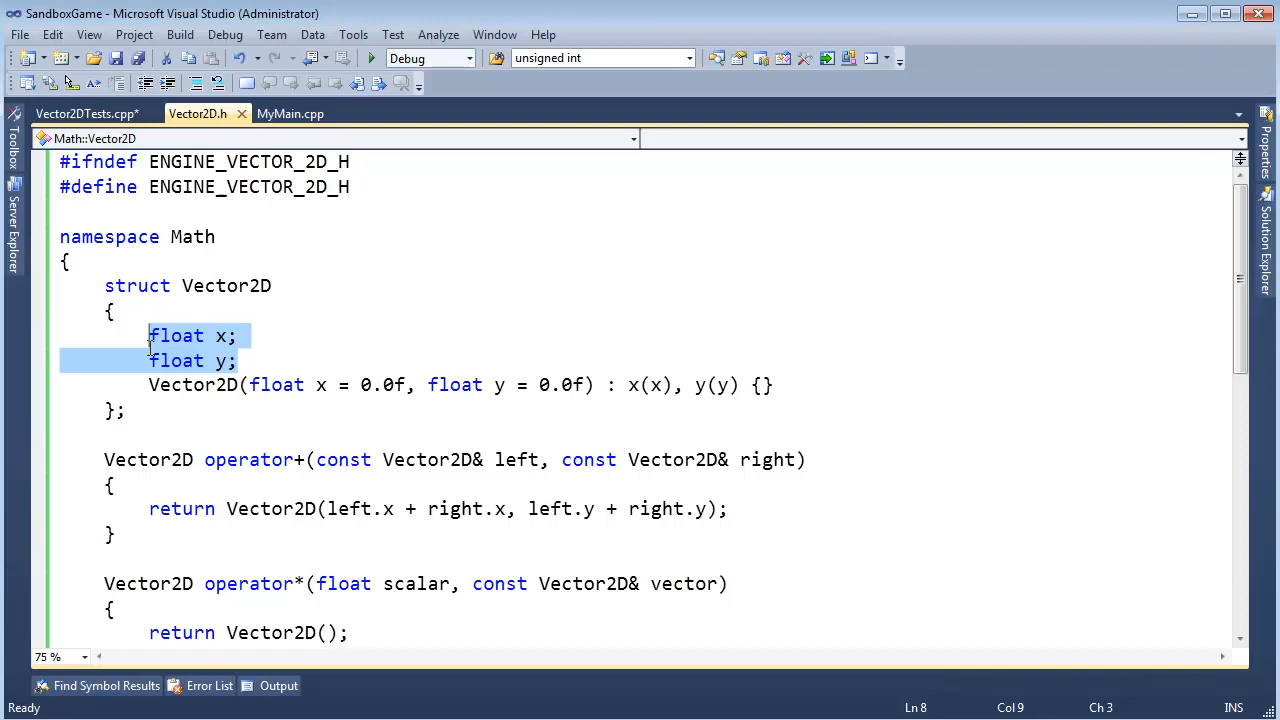 SandboxGame - Microsoft Visual Studio (Administrator)
File Edit View Project Build Debug Team Data Tools Test Analyze Window Help
Debug unsigned int
Vector2DTests.cpp* Vector2D.h MyMain.cpp
Math::Vector2D
Toolbox
Server Explorer
Properties
Solution Explorer
#ifndef ENGINE_VECTOR_2D_H
#define ENGINE_VECTOR_2D_H
namespace Math
{
struct Vector2D
{
float x;
float y;
Vector2D(float x = 0.0f, float y = 0.0f) : x(x), y(y) {}
};
Vector2D operator+(const Vector2D& left, const Vector2D& right)
{
return Vector2D(left.x + right.x, left.y + right.y);
}
Vector2D operator*(float scalar, const Vector2D& vector)
{
return Vector2D();
75 %
Find Symbol Results Error List Output
Ready Ln 8 Col 9 Ch 3 INS